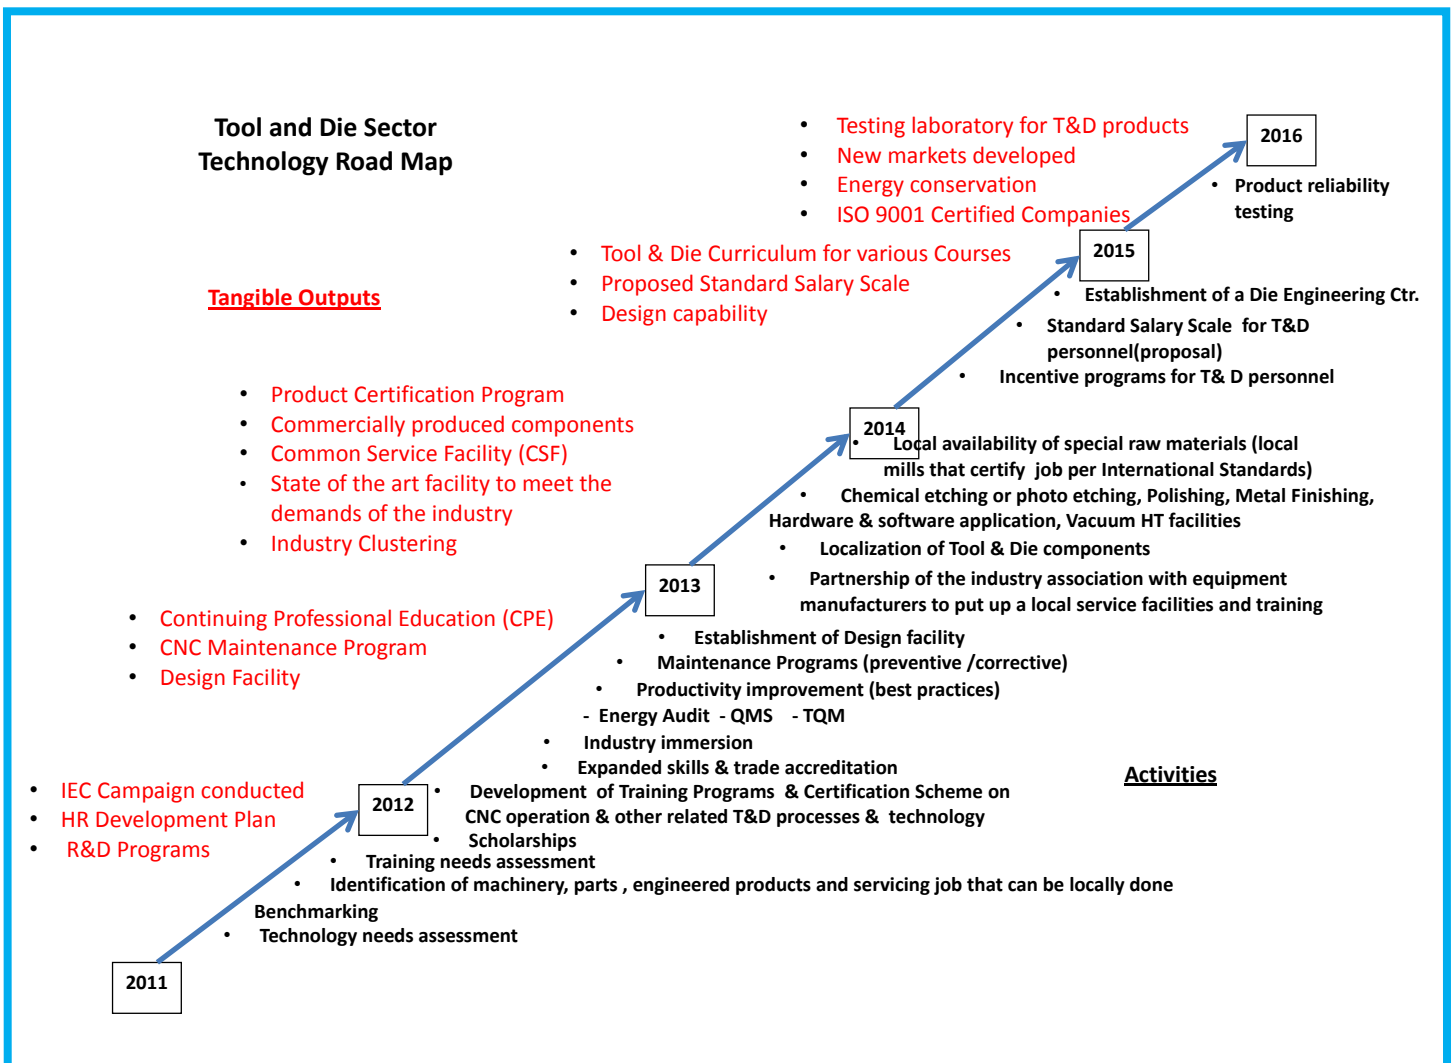 Tool and Die Sector
Technology Road Map
• Testing laboratory for T&D products
• New markets developed
• Energy conservation
• ISO 9001 Certified Companies
2016
• Product reliability
testing
• Tool & Die Curriculum for various Courses
• Proposed Standard Salary Scale
• Design capability
2015
Tangible Outputs
• Establishment of a Die Engineering Ctr.
• Standard Salary Scale for T&D
personnel(proposal)
• Incentive programs for T& D personnel
• Product Certification Program
• Commercially produced components
• Common Service Facility (CSF)
• State of the art facility to meet the
demands of the industry
• Industry Clustering
2014
• Local availability of special raw materials (local
mills that certify job per International Standards)
• Chemical etching or photo etching, Polishing, Metal Finishing,
Hardware & software application, Vacuum HT facilities
• Localization of Tool & Die components
• Partnership of the industry association with equipment
manufacturers to put up a local service facilities and training
2013
• Continuing Professional Education (CPE)
• CNC Maintenance Program
• Design Facility
• Establishment of Design facility
• Maintenance Programs (preventive /corrective)
• Productivity improvement (best practices)
- Energy Audit - QMS - TQM
• Industry immersion
• Expanded skills & trade accreditation
Activities
• IEC Campaign conducted
• HR Development Plan
• R&D Programs
2012
• Development of Training Programs & Certification Scheme on
CNC operation & other related T&D processes & technology
• Scholarships
• Training needs assessment
• Identification of machinery, parts , engineered products and servicing job that can be locally done
Benchmarking
• Technology needs assessment
2011